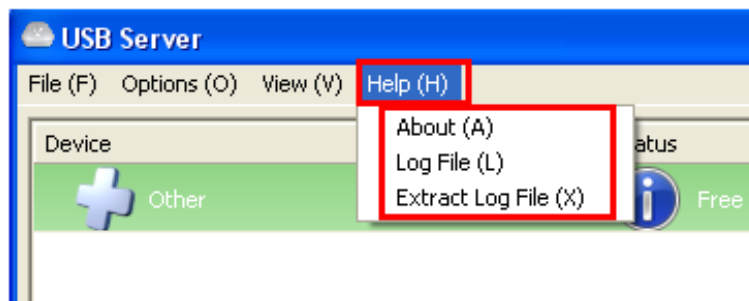 USB Server
File (F) Options (O) View (V) Help (H)
About (A)
Log File (L)
Extract Log File (X)
Device atus
Other Free